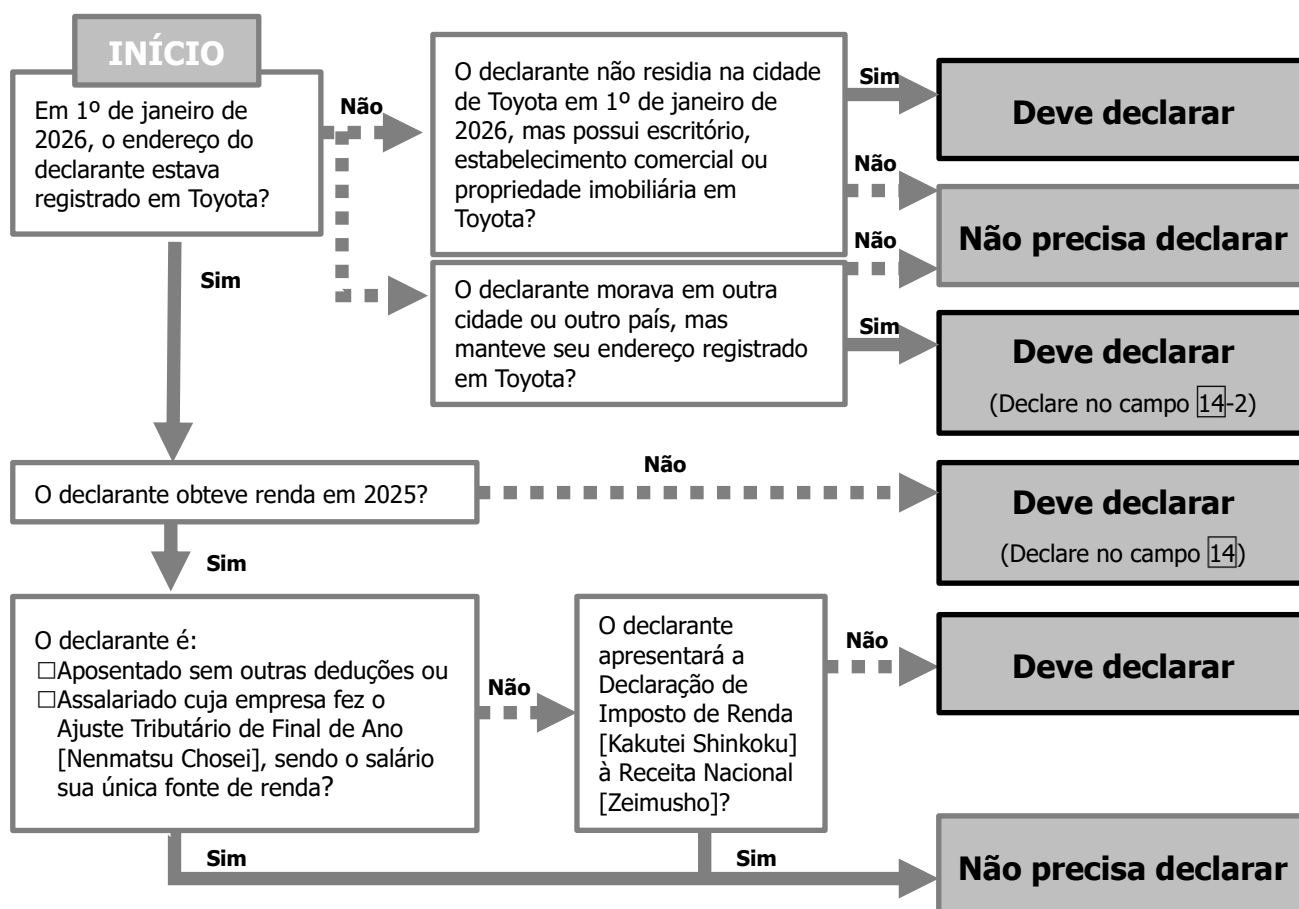 INÍCIO
Em 1º de janeiro de
2026, o endereço do
declarante estava
registrado em Toyota?
Não
Sim
O declarante não residia na cidade
de Toyota em 1º de janeiro de
2026, mas possui escritório,
estabelecimento comercial ou
propriedade imobiliária em
Toyota?
Sim
Deve declarar
Não
Não precisa declarar
Não
O declarante morava em outra
cidade ou outro país, mas
manteve seu endereço registrado
em Toyota?
Sim
Deve declarar
(Declare no campo 14-2)
O declarante obteve renda em 2025?
Não
Deve declarar
(Declare no campo 14)
Sim
O declarante é:
☐Aposentado sem outras deduções ou
☐Assalariado cuja empresa fez o
Ajuste Tributário de Final de Ano
[Nenmatsu Chosei], sendo o salário
sua única fonte de renda?
Não
O declarante
apresentará a
Declaração de
Imposto de Renda
[Kakutei Shinkoku]
à Receita Nacional
[Zeimusho]?
Não
Deve declarar
Sim
Sim
Não precisa declarar